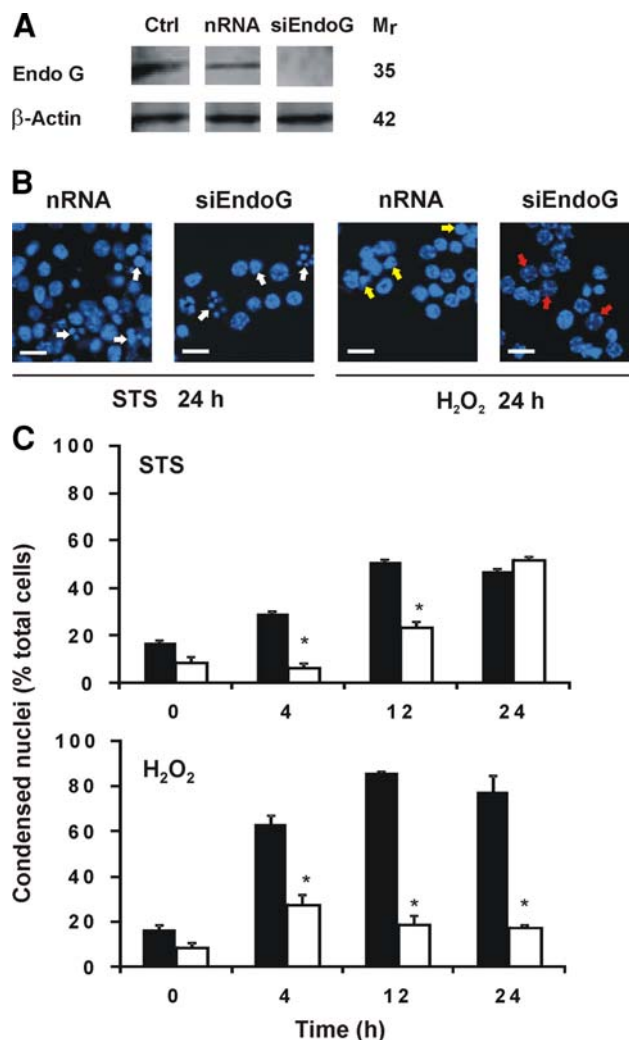 A
Ctrl nRNA siEndoG Mr
Endo G 35
β-Actin 42
B
nRNA siEndoG nRNA siEndoG
STS 24 h H₂O₂ 24 h
C
Condensed nuclei (% total cells)
100
STS
80
60
40
20
0
* *
0 4 12 24
100
H₂O₂
80
60
40
20
0
* * *
0 4 12 24
Time (h)